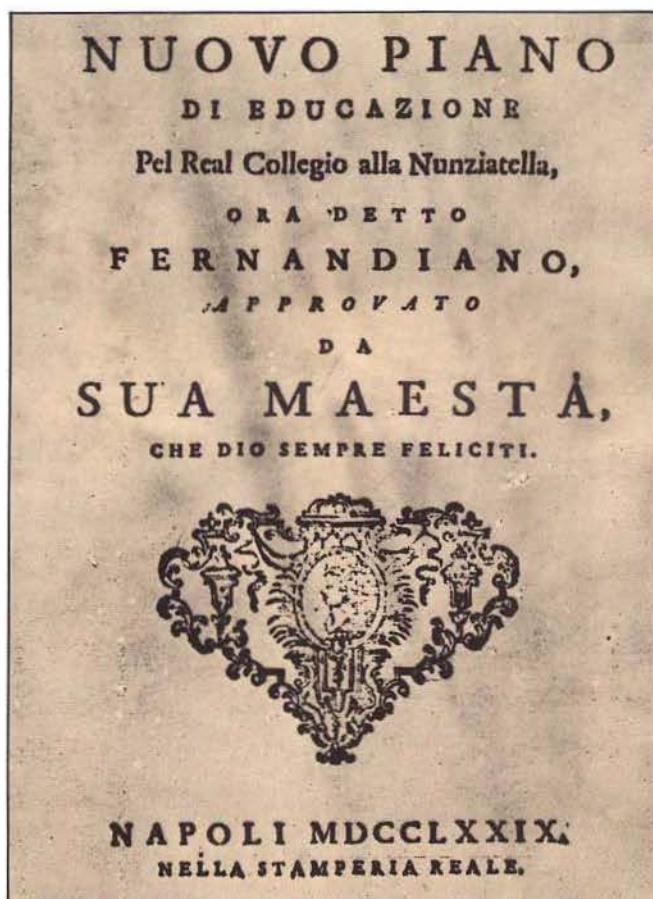 NUOVO PIANO
DI EDUCAZIONE
Pel Real Collegio alla Nunziatella,
ORA DETTO
FERNANDIANO,
APPROVATO
DA
SUA MAESTÀ,
CHE DIO SEMPRE FELICITI.
NAPOLI MDCCLXXIX.
NELLA STAMPERIA REALE.